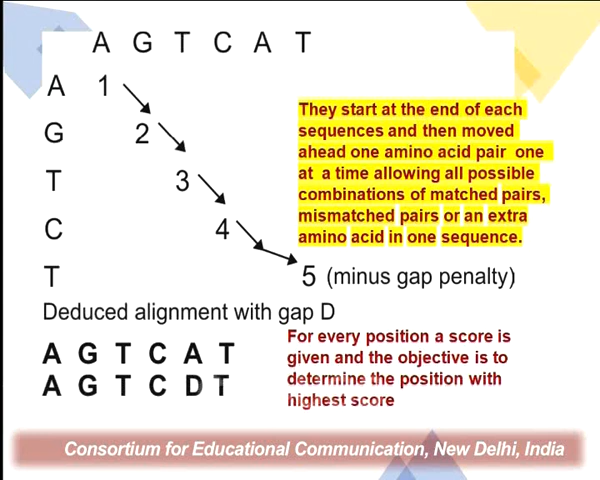 A G T C A T
A 1
G 2
T 3
C 4
T 5 (minus gap penalty)
They start at the end of each
sequences and then moved
ahead one amino acid pair one
at a time allowing all possible
combinations of matched pairs,
mismatched pairs or an extra
amino acid in one sequence.
Deduced alignment with gap D
A G T C A T
A G T C D T
For every position a score is
given and the objective is to
determine the position with
highest score
Consortium for Educational Communication, New Delhi, India